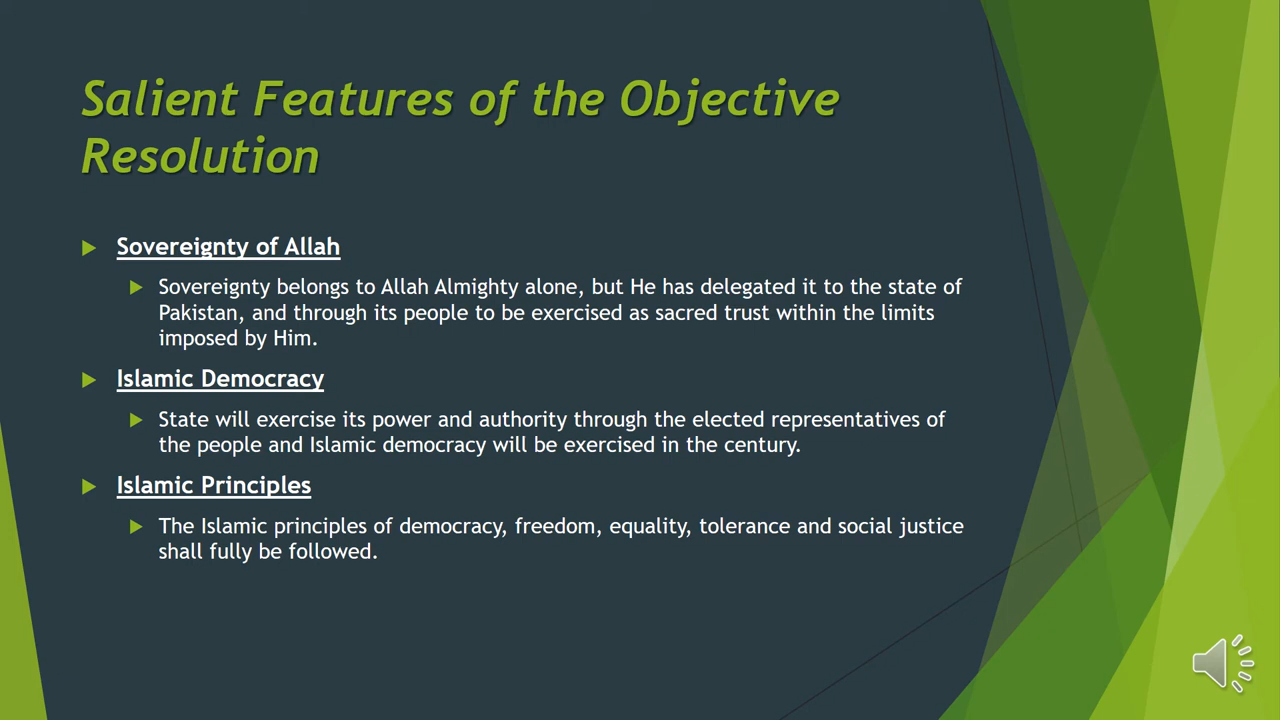 Salient Features of the Objective
Resolution
Sovereignty of Allah
Sovereignty belongs to Allah Almighty alone, but He has delegated it to the state of
Pakistan, and through its people to be exercised as sacred trust within the limits
imposed by Him.
Islamic Democracy
State will exercise its power and authority through the elected representatives of
the people and Islamic democracy will be exercised in the century.
Islamic Principles
The Islamic principles of democracy, freedom, equality, tolerance and social justice
shall fully be followed.